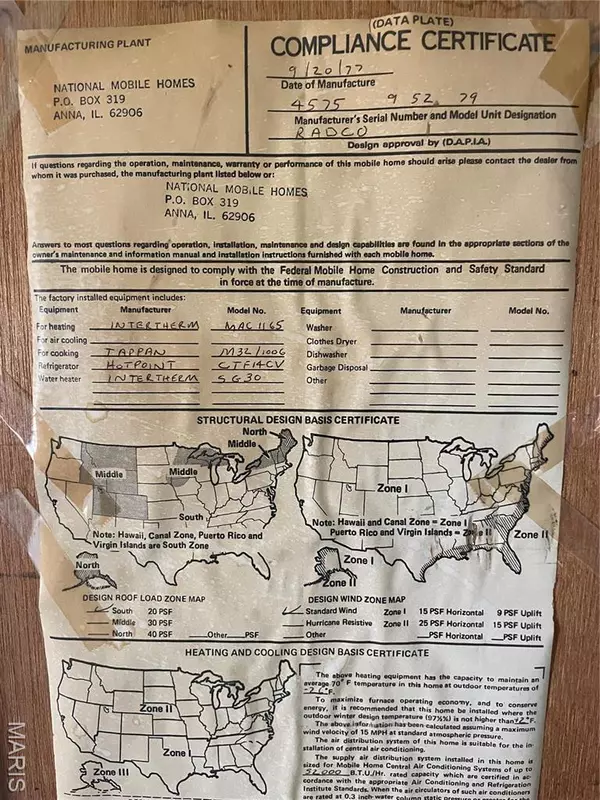 (DATA PLATE)
MANUFACTURING PLANT
COMPLIANCE CERTIFICATE
NATIONAL MOBILE HOMES
P.O. BOX 319
ANNA, IL. 62906
9/20/77
Date of Manufacture
4575 9 52 79
Manufacturer's Serial Number and Model Unit Designation
RADCO
Design approval by (D.A.P.I.A.)
If questions regarding the operation, maintenance, warranty or performance of this mobile home should arise please contact the dealer from
whom it was purchased, the manufacturing plant listed below or:
NATIONAL MOBILE HOMES
P.O. BOX 319
ANNA, IL. 62906
Answers to most questions regarding operation, installation, maintenance and design capabilities are found in the appropriate sections of the
owner's maintenance and information manual and installation instructions furnished with each mobile home.
The mobile home is designed to comply with the Federal Mobile Home Construction and Safety Standard
in force at the time of manufacture.
The factory installed equipment includes:
Equipment Manufacturer Model No. Equipment Manufacturer Model No.
For heating INTERTHERM MAC 1165 Washer
For air cooling Clothes Dryer
For cooking TAPPAN M32/1006 Dishwasher
Refrigerator HOTPOINT CTF14CV Garbage Disposal
Water heater INTERTHERM SG30 Other
STRUCTURAL DESIGN BASIS CERTIFICATE
North
Middle
Middle Middle
South
Note: Hawaii, Canal Zone, Puerto Rico and
Virgin Islands are South Zone
North
Zone I
Note: Hawaii and Canal Zone = Zone I
Puerto Rico and Virgin Islands = Zone II
Zone II
Zone I
Zone II
DESIGN ROOF LOAD ZONE MAP
South 20 PSF
Middle 30 PSF
North 40 PSF Other PSF
DESIGN WIND ZONE MAP
Standard Wind Zone I 15 PSF Horizontal 9 PSF Uplift
Hurricane Resistive Zone II 25 PSF Horizontal 15 PSF Uplift
Other PSF Horizontal PSF Uplift
HEATING AND COOLING DESIGN BASIS CERTIFICATE
Zone II
Zone I
Zone III
The above heating equipment has the capacity to maintain an
average 70°F temperature in this home at outdoor temperatures of
-26°F.
To maximize furnace operating economy, and to conserve
energy, it is recommended that this home be installed where the
outdoor winter design temperature (97½%) is not higher than +2°F.
The above information has been calculated assuming a maximum
wind velocity of 15 MPH at standard atmospheric pressure.
The air distribution system of this home is suitable for the in-
stallation of central air conditioning.
The supply air distribution system installed in this home is
sized for Mobile Home Central Air Conditioning Systems of up to
B.T.U./Hr. rated capacity which are certified in ac-
cordance with the appropriate Air Conditioning and Refrigeration
Institute Standards. When the air circulators of such air conditioners
are rated at 0.3 inch water column static pressure or greater
MARIS